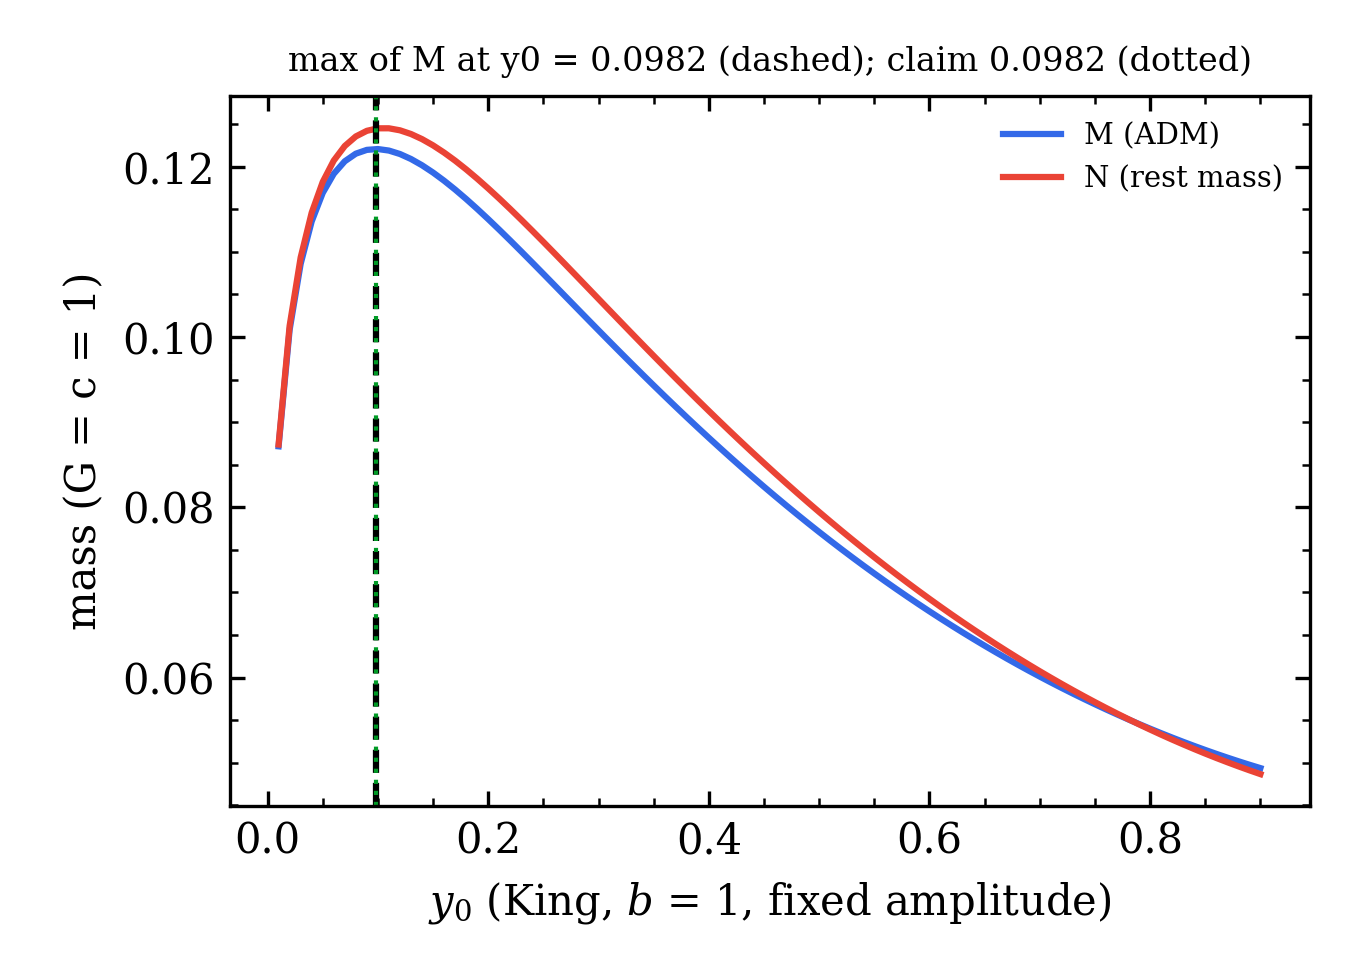 max of M at y0 = 0.0982 (dashed); claim 0.0982 (dotted)
M (ADM)
N (rest mass)
0.12
0.10
0.08
0.06
mass (G = c = 1)
0.0 0.2 0.4 0.6 0.8
y₀ (King, b = 1, fixed amplitude)